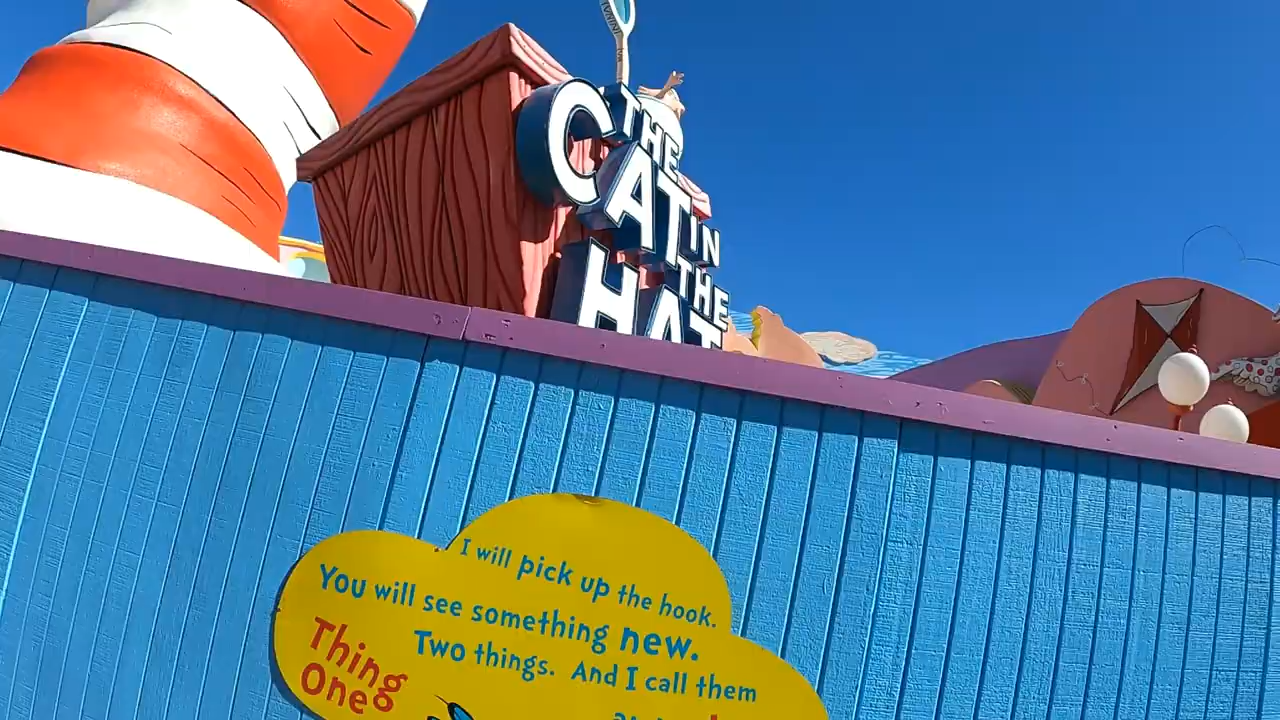 THE
CAT
IN
THE
HAT
I will pick up the hook.
You will see something new.
Two things. And I call them
Thing
One